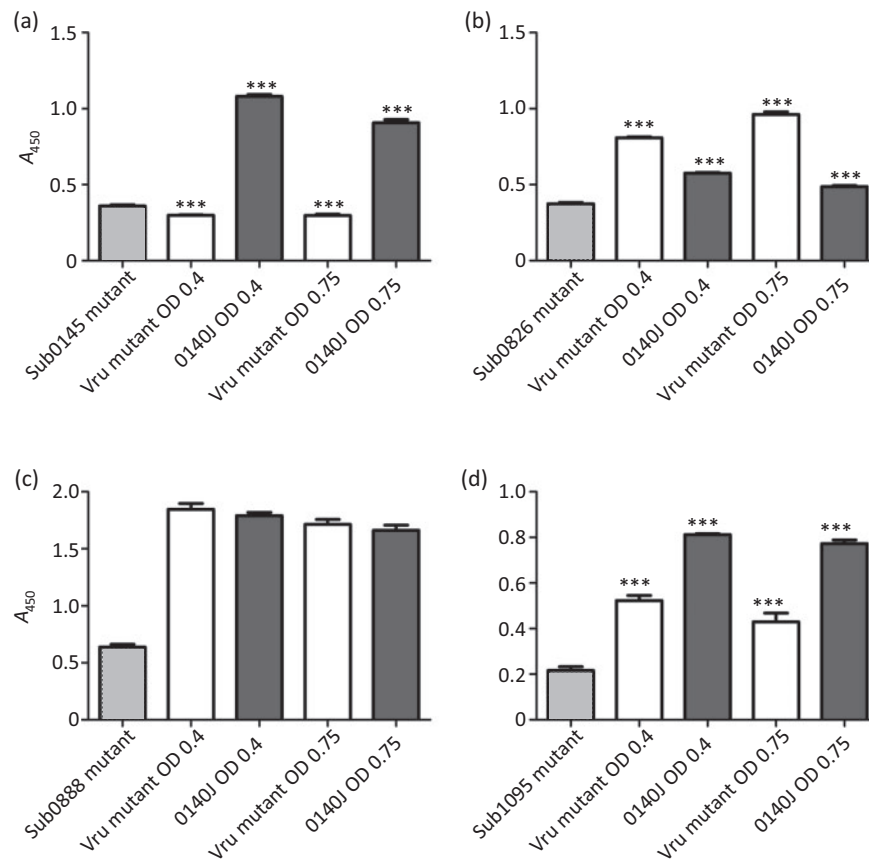 (a)
1.5
1.0
0.5
0
A450
***
***
***
***
Sub0145 mutant
Vru mutant OD 0.4
0140J OD 0.4
Vru mutant OD 0.75
0140J OD 0.75
(b)
1.5
1.0
0.5
0
***
***
***
***
Sub0826 mutant
Vru mutant OD 0.4
0140J OD 0.4
Vru mutant OD 0.75
0140J OD 0.75
(c)
2.0
1.5
1.0
0.5
0
A450
Sub0888 mutant
Vru mutant OD 0.4
0140J OD 0.4
Vru mutant OD 0.75
0140J OD 0.75
(d)
1.0
0.8
0.6
0.4
0.2
0
***
***
***
***
Sub1095 mutant
Vru mutant OD 0.4
0140J OD 0.4
Vru mutant OD 0.75
0140J OD 0.75